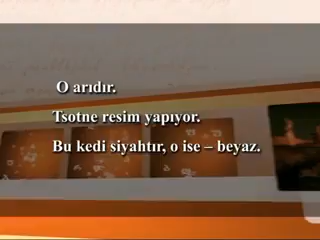 O arıdır.
Tsotne resim yapıyor.
Bu kedi siyahtır, o ise – beyaz.